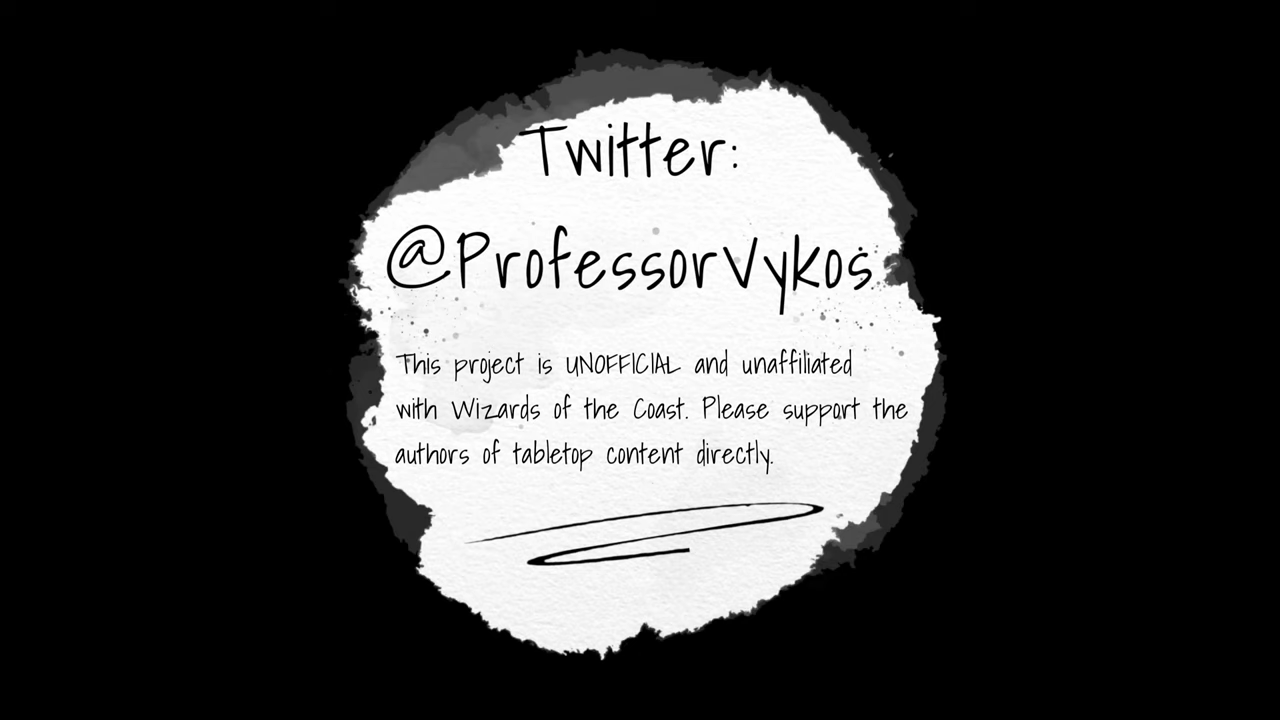 Twitter:
@ProfessorVykos
This project is UNOFFICIAL and unaffiliated
with Wizards of the Coast. Please support the
authors of tabletop content directly.